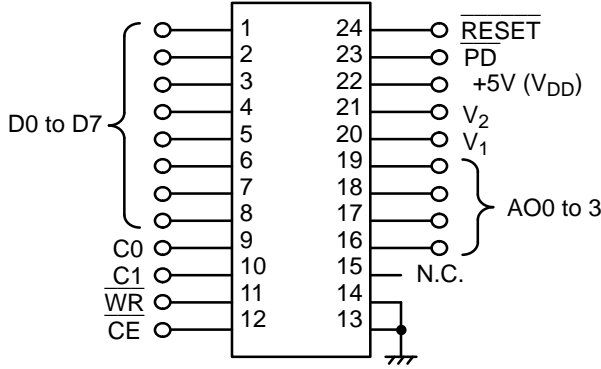 1 24 RESET
2 23 PD
3 22 +5V (VDD)
4 21 V2
D0 to D7 5 20 V1
6 19
7 18
8 17 AO0 to 3
C0 9 16
C1 10 15 N.C.
WR 11 14
CE 12 13